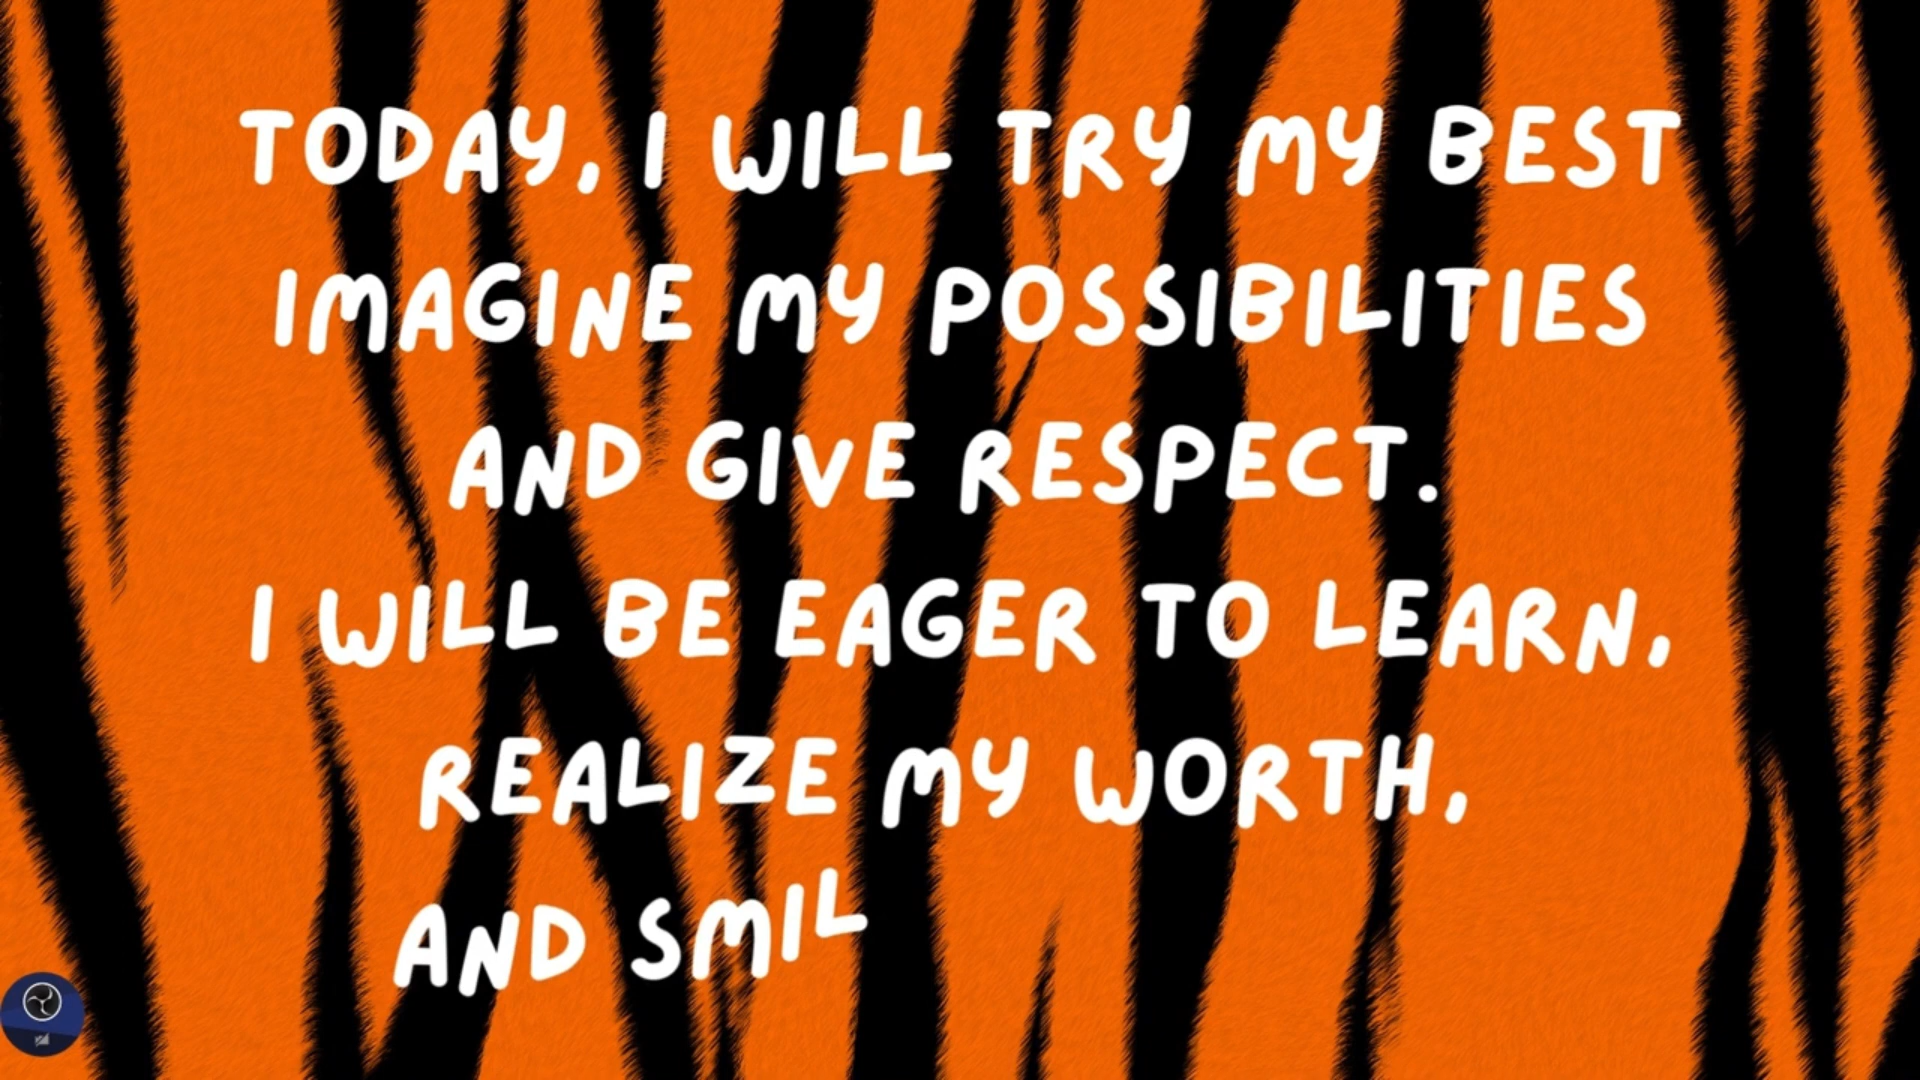 TODAY, I WILL TRY MY BEST
IMAGINE MY POSSIBILITIES
AND GIVE RESPECT.
I WILL BE EAGER TO LEARN,
REALIZE MY WORTH,
AND SMIL